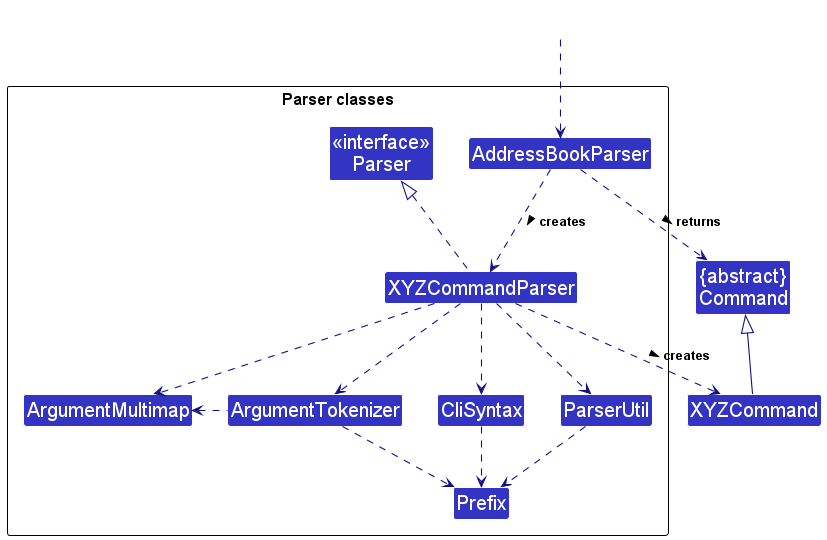 Parser classes
«interface»
Parser
AddressBookParser
creates
returns
{abstract}
Command
XYZCommandParser
creates
ArgumentMultimap
ArgumentTokenizer
CliSyntax
ParserUtil
XYZCommand
Prefix